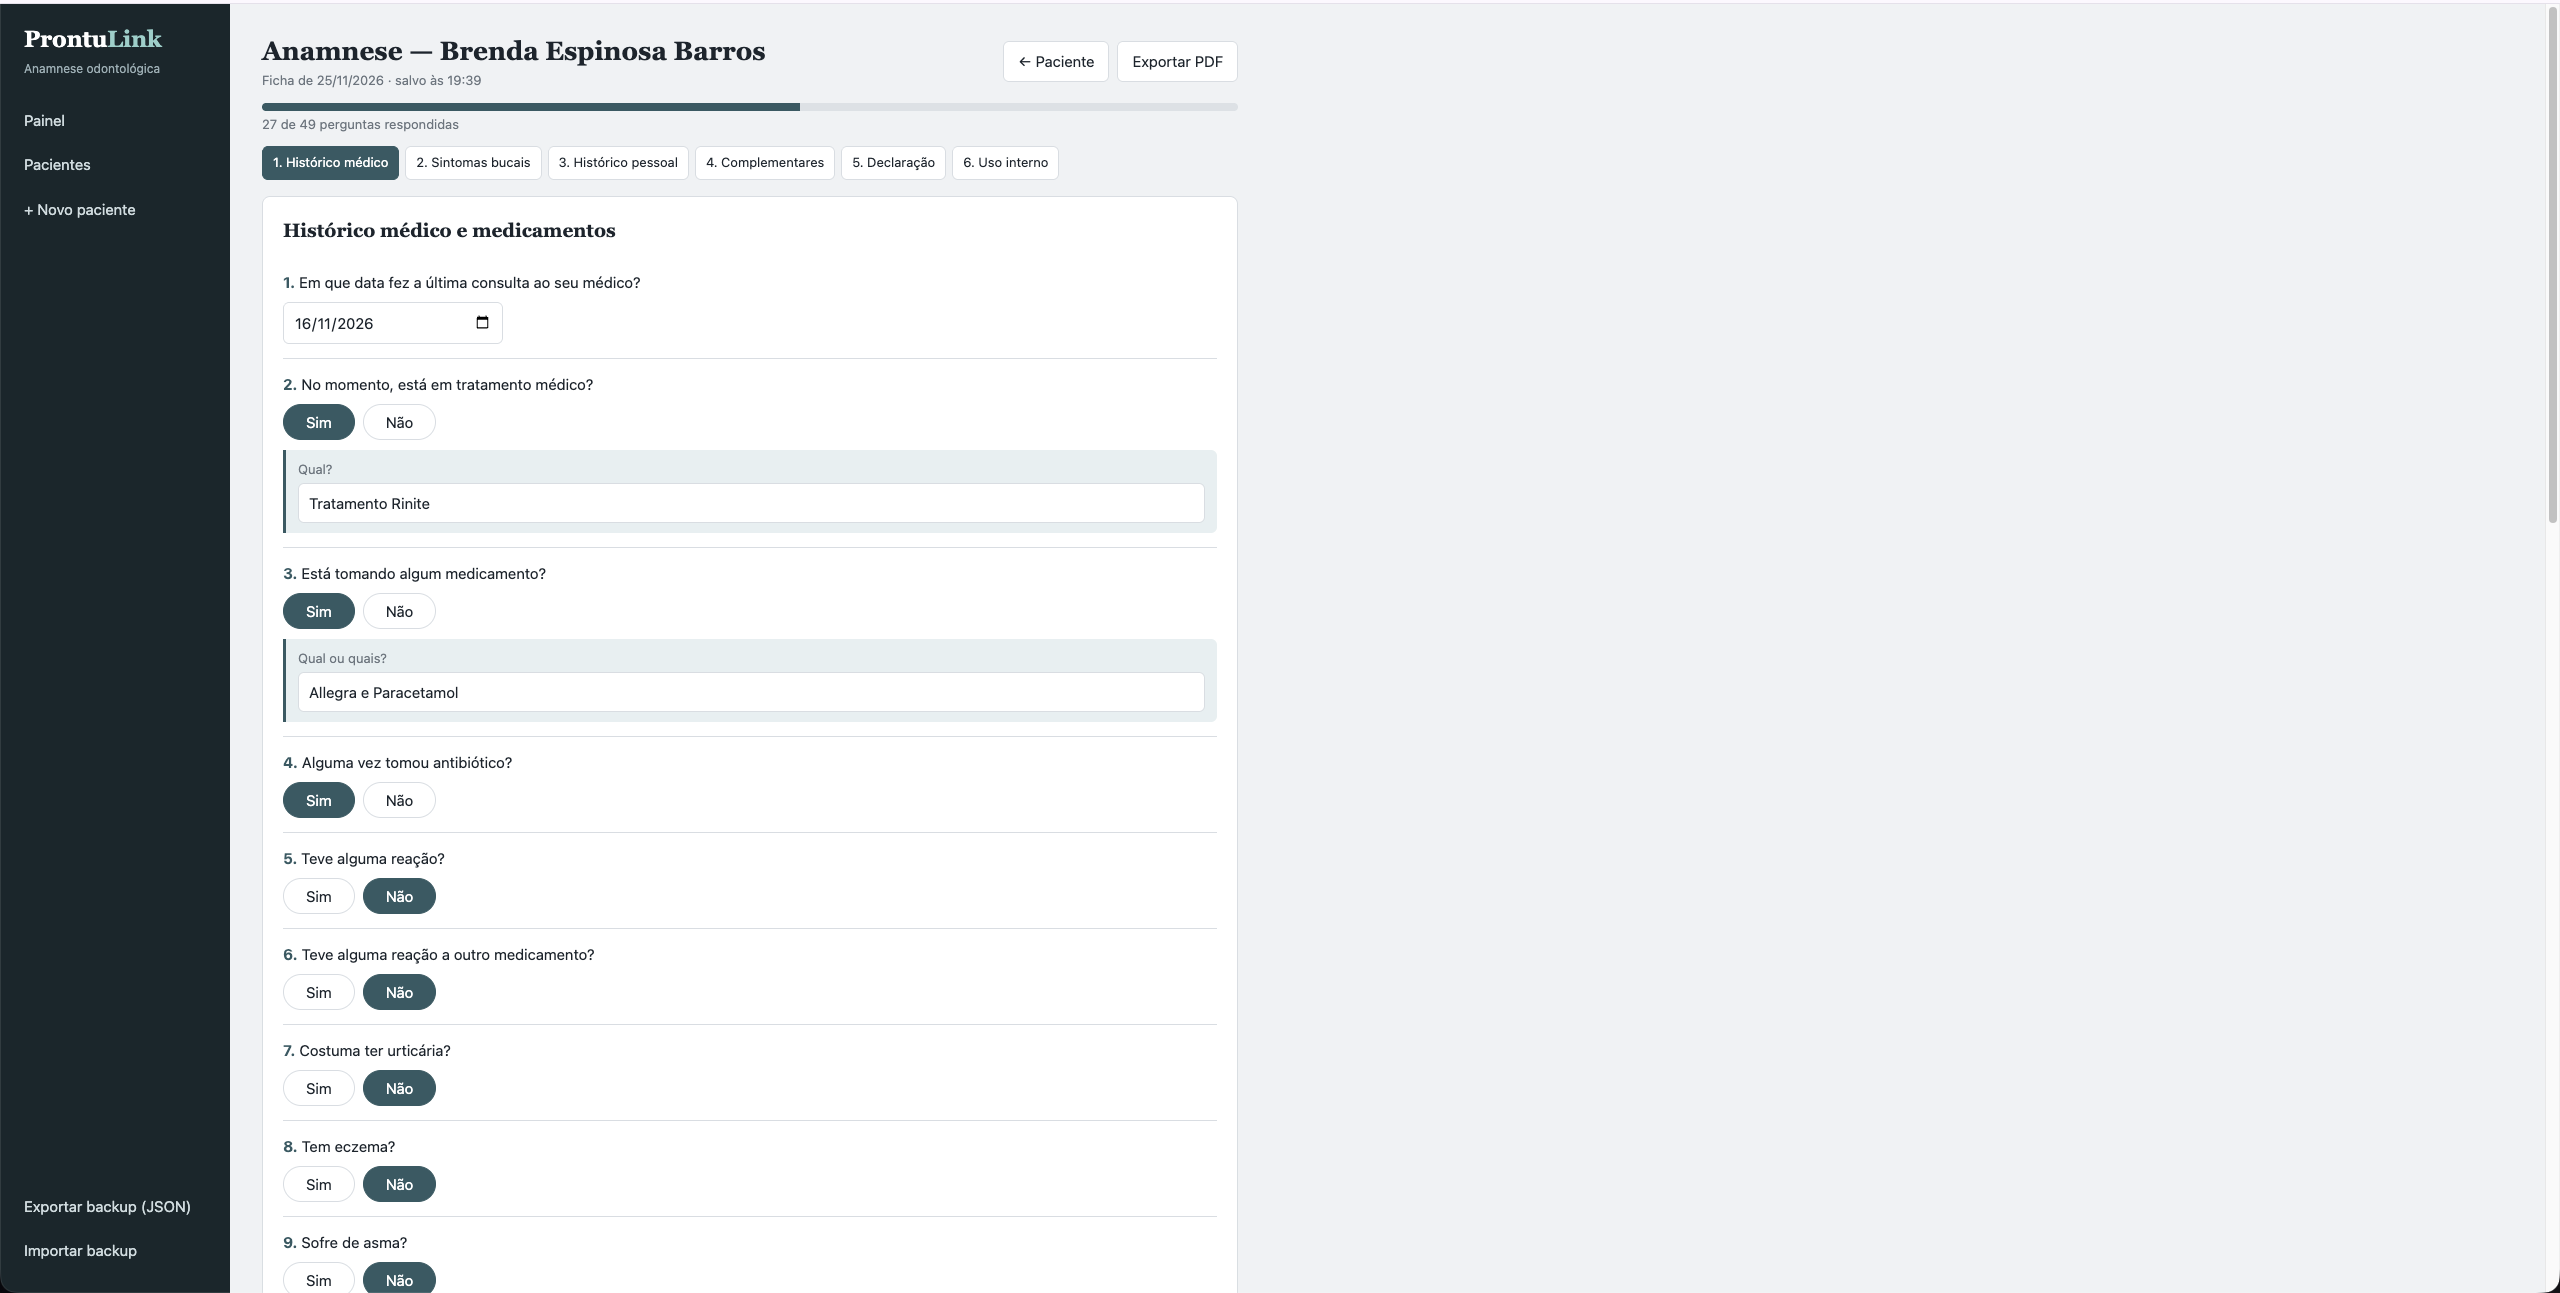 ProntuLink
Anamnese odontológica
Painel
Pacientes
+ Novo paciente
Exportar backup (JSON)
Importar backup
Anamnese — Brenda Espinosa Barros
Ficha de 25/11/2026 · salvo às 19:39
← Paciente
Exportar PDF
27 de 49 perguntas respondidas
1. Histórico médico
2. Sintomas bucais
3. Histórico pessoal
4. Complementares
5. Declaração
6. Uso interno
Histórico médico e medicamentos
1. Em que data fez a última consulta ao seu médico?
16/11/2026
2. No momento, está em tratamento médico?
Sim Não
Qual?
Tratamento Rinite
3. Está tomando algum medicamento?
Sim Não
Qual ou quais?
Allegra e Paracetamol
4. Alguma vez tomou antibiótico?
Sim Não
5. Teve alguma reação?
Sim Não
6. Teve alguma reação a outro medicamento?
Sim Não
7. Costuma ter urticária?
Sim Não
8. Tem eczema?
Sim Não
9. Sofre de asma?
Sim Não